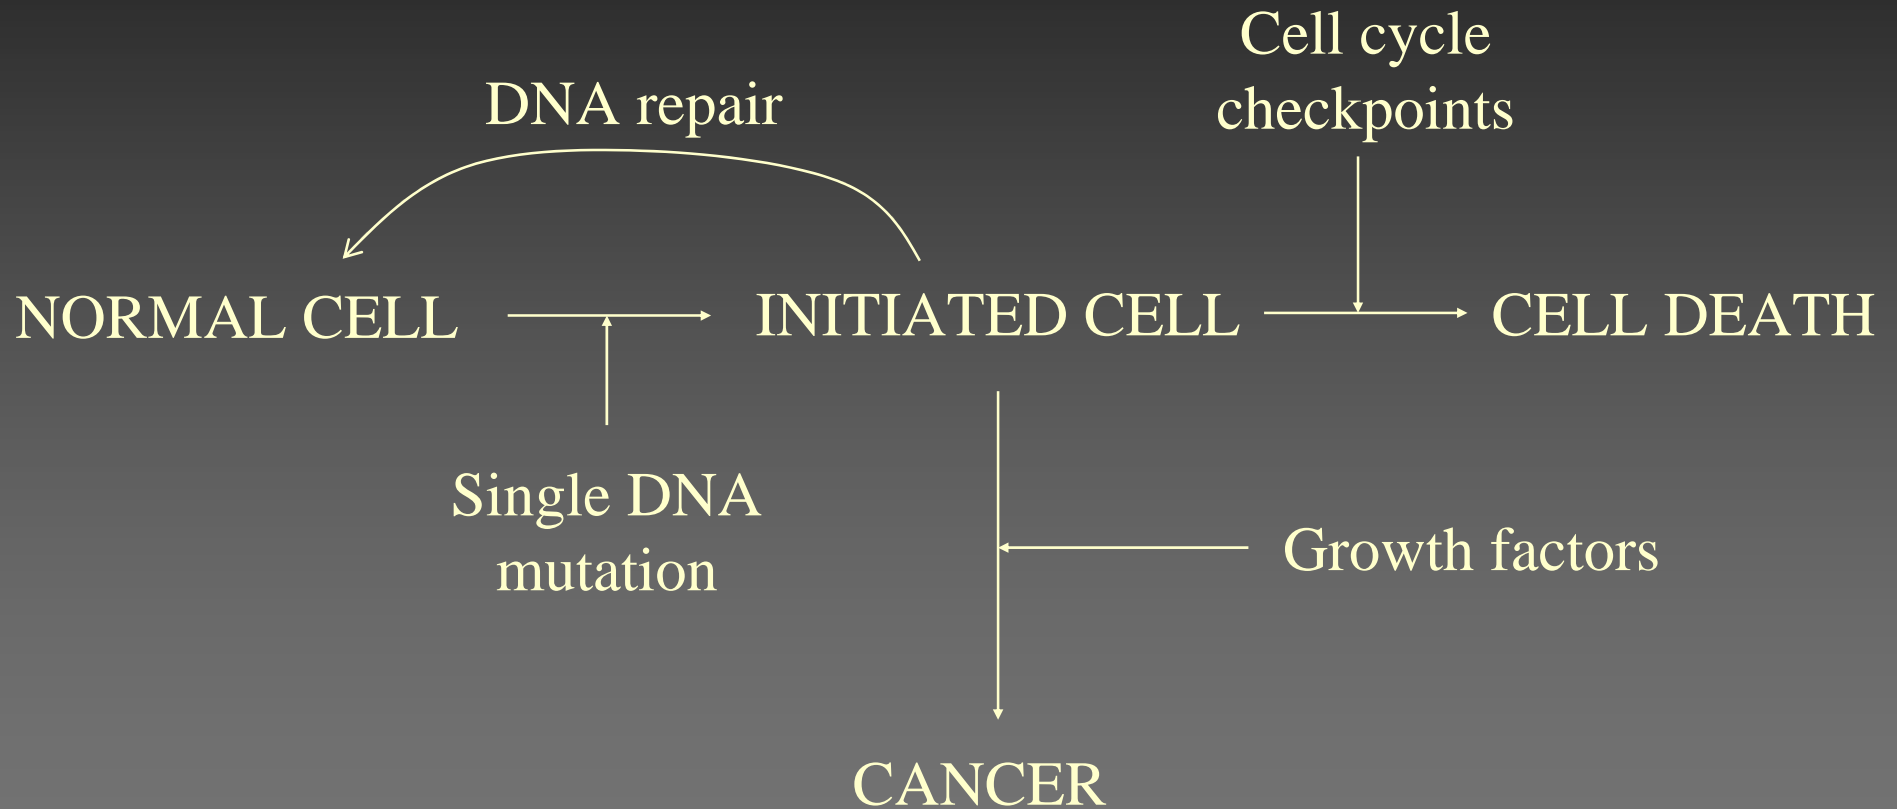 Cell cycle
checkpoints
DNA repair
NORMAL CELL
INITIATED CELL
CELL DEATH
Single DNA
mutation
Growth factors
CANCER